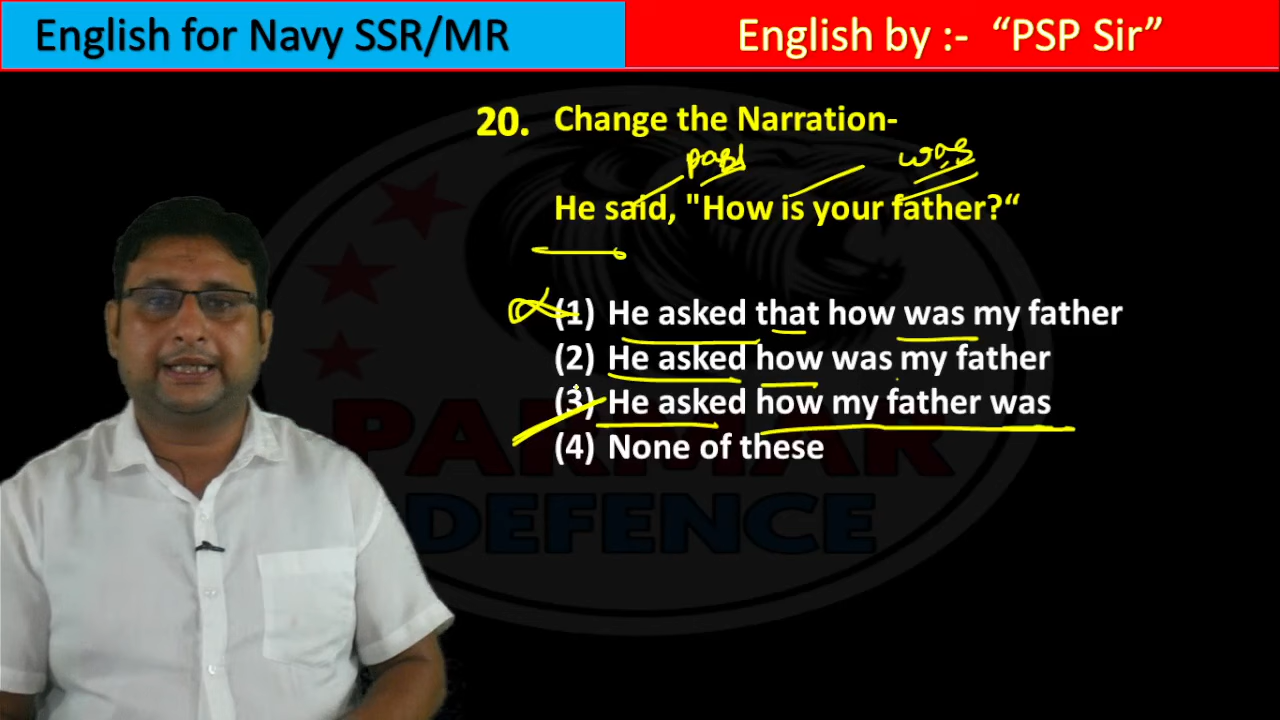 English for Navy SSR/MR
English by :- “PSP Sir”
20. Change the Narration-
past was
He said, "How is your father?“
(1) He asked that how was my father
(2) He asked how was my father
(3) He asked how my father was
(4) None of these
PARMAR
DEFENCE